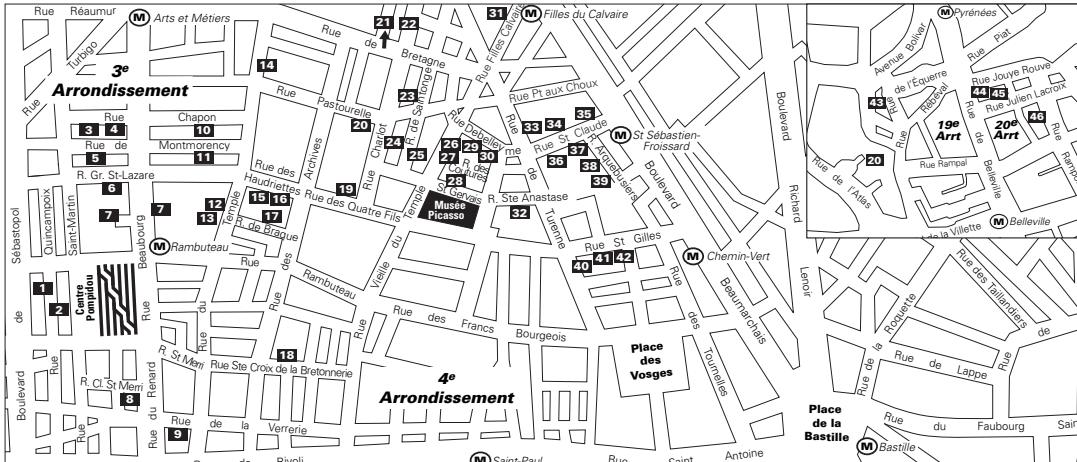 Rue Réaumur
M Arts et Métiers
Rue Turbigo
3e
Arrondissement
Rue Chapon
Rue de Montmorency
R. Gr. St-Lazare
3
4
5
10
11
6
7
7
12
13
14
15
16
17
Boulevard de Sébastopol
Quincampoix
Rue Saint-Martin
Rue Beaubourg
Rue du Temple
M Rambuteau
Rue des Haudriettes
R. de Braque
Rue des Archives
Rue Pastourelle
Rue de Bretagne
21
22
31
M Filles du Calvaire
Rue Filles Calvaire
Rue Charlot
R. de Saintonge
Rue Debelleyme
Rue Pt aux Choux
Rue St Claude
M St Sébastien-
Froissard
20
23
24
25
26
29
27
30
28
R. des
Coutures
St Gervais
33
34
35
36
37
38
39
R. Arquebusiers
19
Rue des Quatre Fils
Musée
Picasso
R. Ste Anastase
32
Rue de Turenne
Rue St Gilles
40
41
42
M Chemin-Vert
Boulevard Beaumarchais
Boulevard Richard Lenoir
1
2
Centre
Pompidou
Rue Rambuteau
Rue Vieille du Temple
Rue des Francs Bourgeois
Place
des
Vosges
Rue des Tournelles
R. St Merri
18
Rue Ste Croix de la Bretonnerie
4e
Arrondissement
R. Cl. St Merri
8
Rue du Renard
9
Rue de la Verrerie
Rivoli
M Saint-Paul
Rue Saint Antoine
M Pyrénées
Avenue Bolivar
Rue Piat
Rue de l'Équerre
Rébeval
Rue Jouye Rouve
44
45
Rue Julien Lacroix
46
43
19e
Arrt
20e
Arrt
20
Rue Rampal
Rue de l'Atlas
Belleville
M Belleville
de la Villette
Rue des Taillandiers
Rue de la Roquette
Rue de Lappe
Place
de la
Bastille
M Bastille
Rue du Faubourg